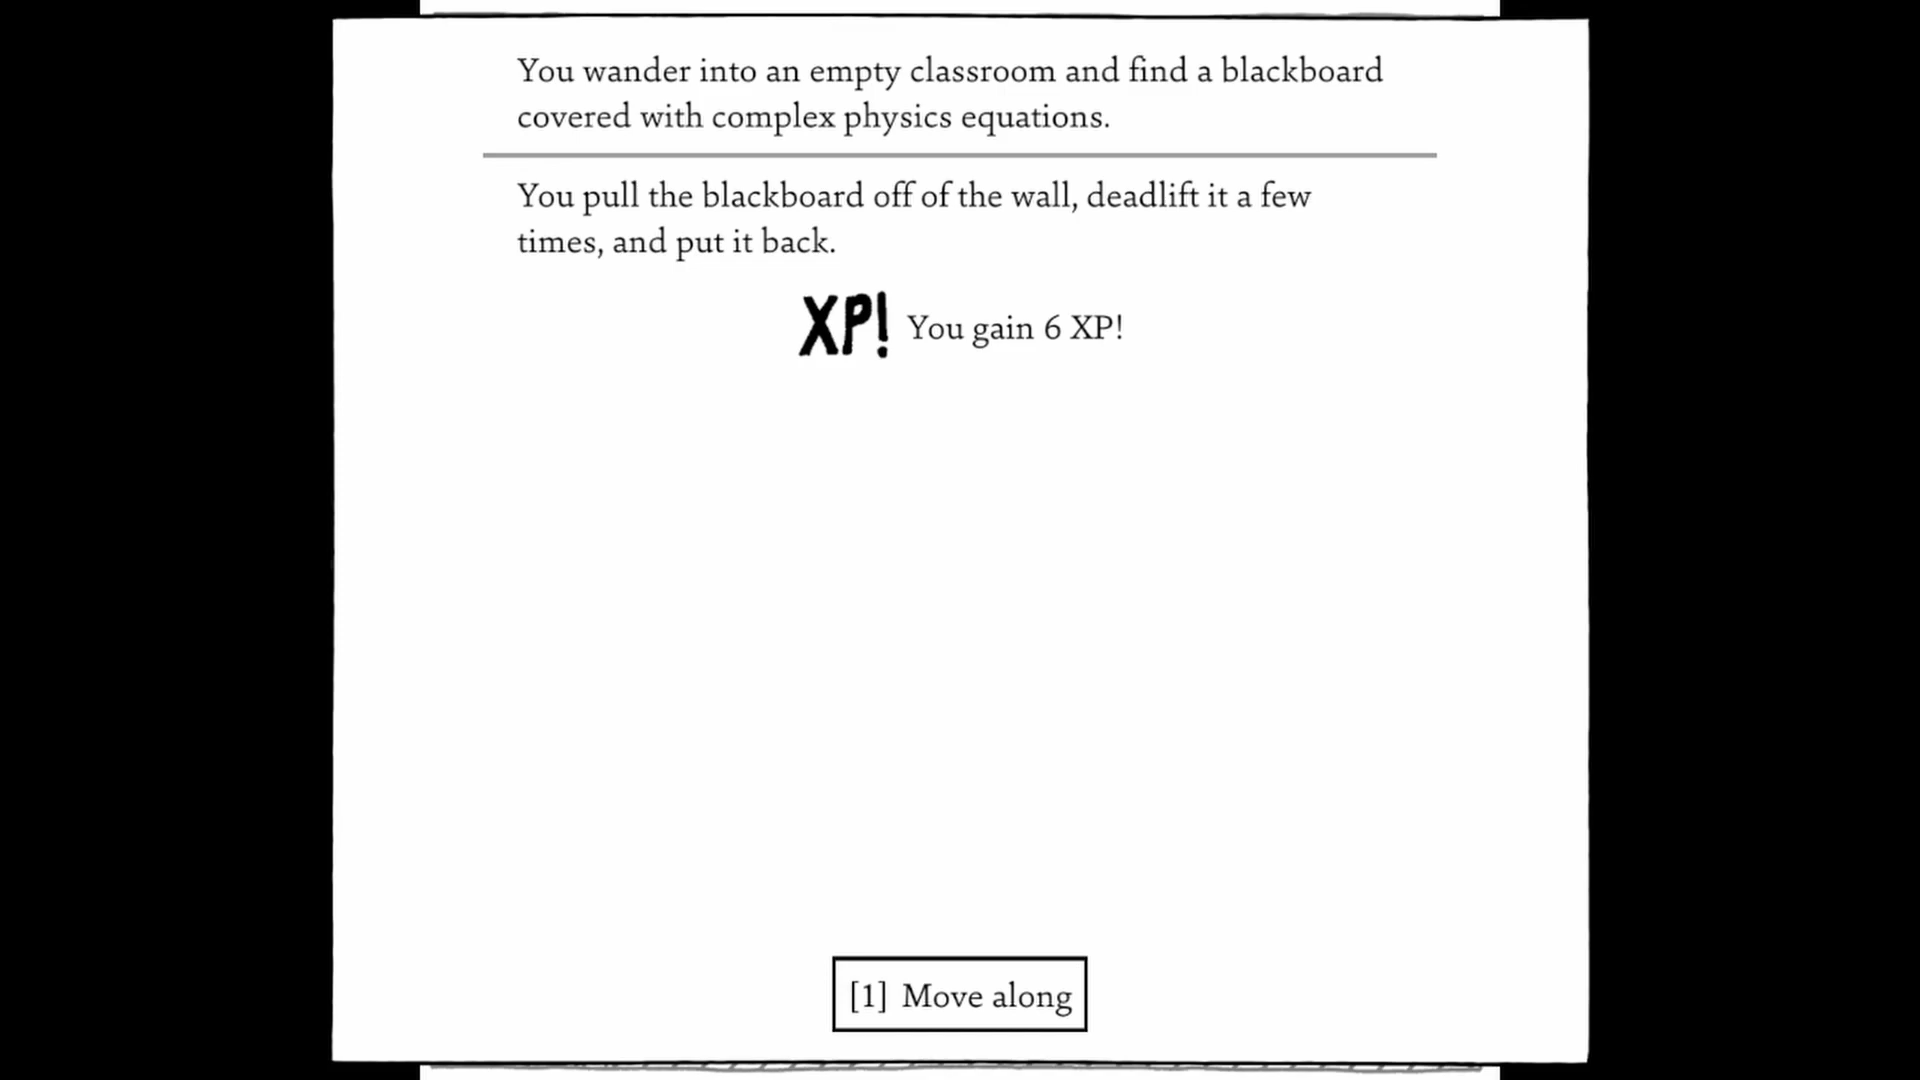 You wander into an empty classroom and find a blackboard
covered with complex physics equations.
You pull the blackboard off of the wall, deadlift it a few
times, and put it back.
XP! You gain 6 XP!
[1] Move along